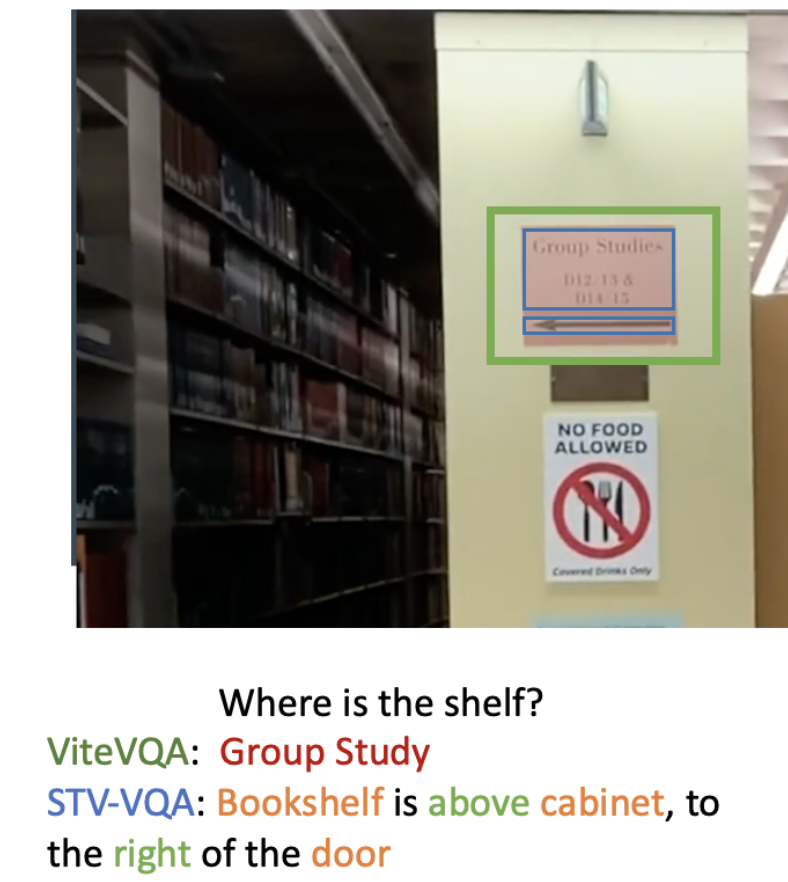 Group Studies
D12/13 &
D14/15
NO FOOD
ALLOWED
Covered Drinks Only
Where is the shelf?
ViteVQA: Group Study
STV-VQA: Bookshelf is above cabinet, to
the right of the door